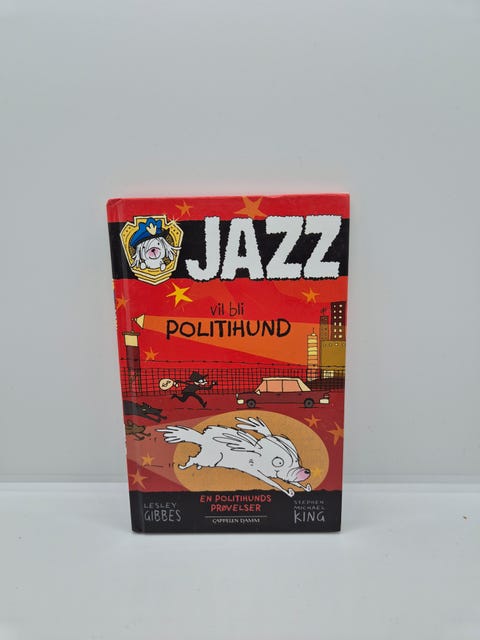 JAZZ
vil bli
POLITIHUND
EN POLITIHUNDS
PRØVELSER
LESLEY
GIBBES
CAPPELEN DAMM
STEPHEN
MICHAEL
KING